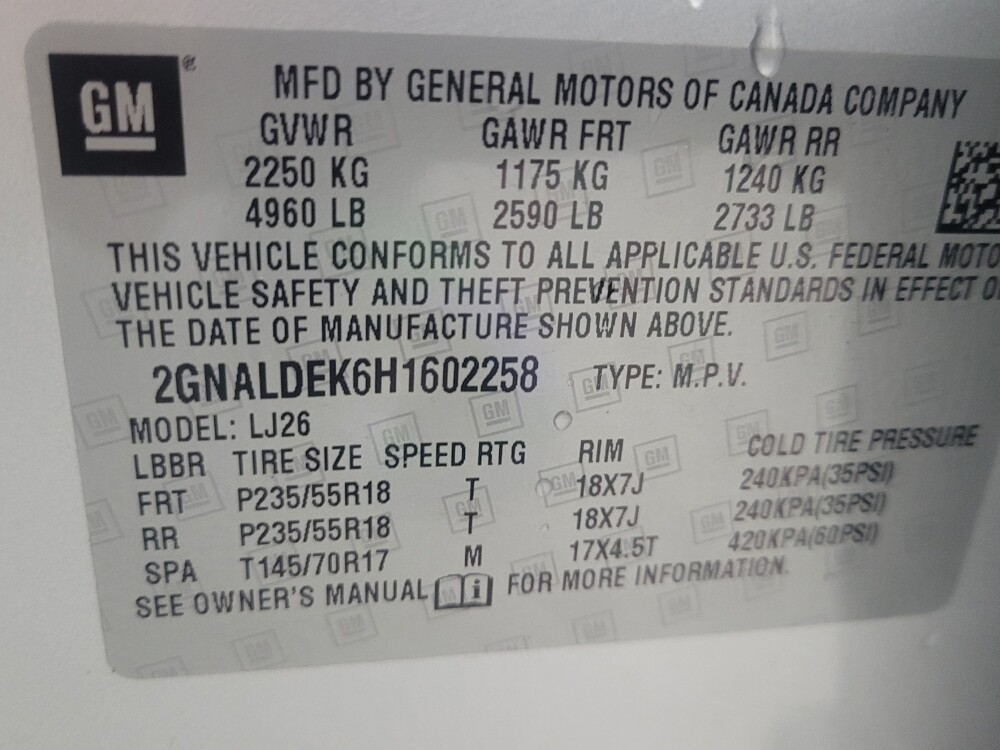 GM ®
MFD BY GENERAL MOTORS OF CANADA COMPANY
GVWR GAWR FRT GAWR RR
2250 KG 1175 KG 1240 KG
4960 LB 2590 LB 2733 LB
THIS VEHICLE CONFORMS TO ALL APPLICABLE U.S. FEDERAL MOTO
VEHICLE SAFETY AND THEFT PREVENTION STANDARDS IN EFFECT O
THE DATE OF MANUFACTURE SHOWN ABOVE.
2GNALDEK6H1602258 TYPE: M.P.V.
MODEL: LJ26
LBBR TIRE SIZE SPEED RTG RIM COLD TIRE PRESSURE
FRT P235/55R18 T 18X7J 240KPA(35PSI)
RR P235/55R18 T 18X7J 240KPA(35PSI)
SPA T145/70R17 M 17X4.5T 420KPA(60PSI)
SEE OWNER'S MANUAL i FOR MORE INFORMATION.